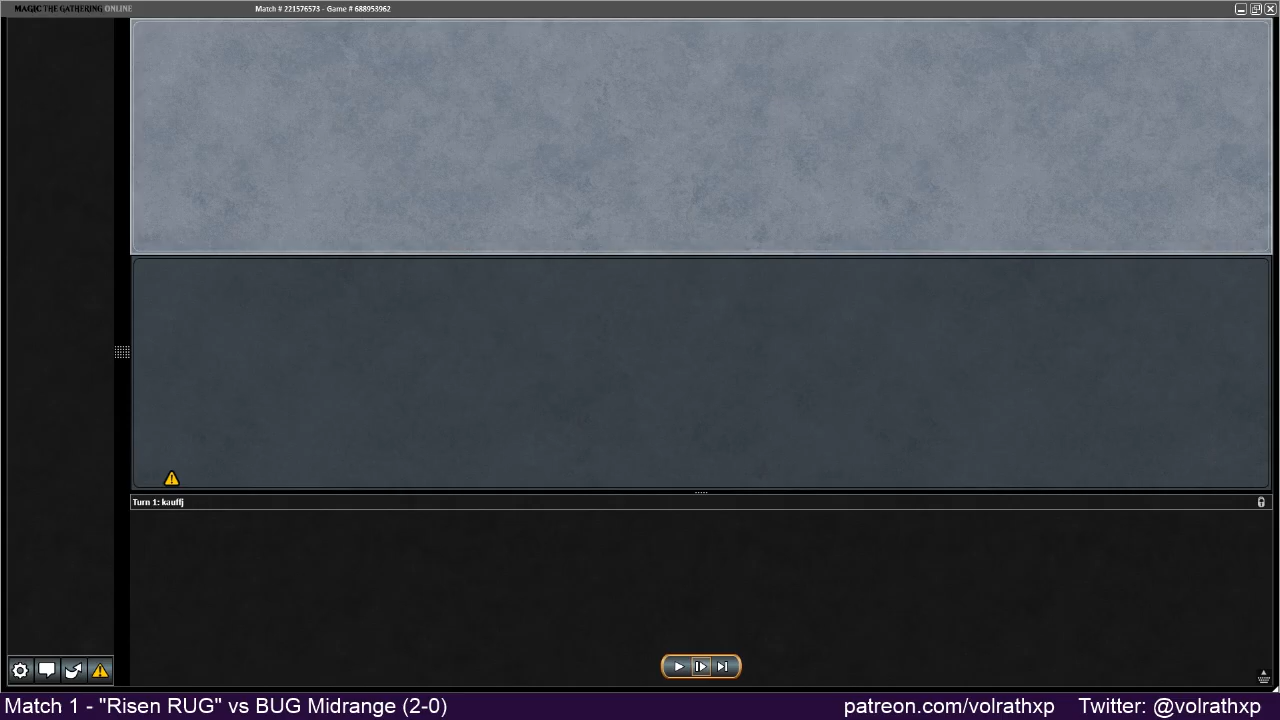 MAGIC THE GATHERING ONLINE
Match # 221576573 - Game # 688953962
Turn 1: kauffj
Match 1 - "Risen RUG" vs BUG Midrange (2-0)
patreon.com/volrathxp
Twitter: @volrathxp